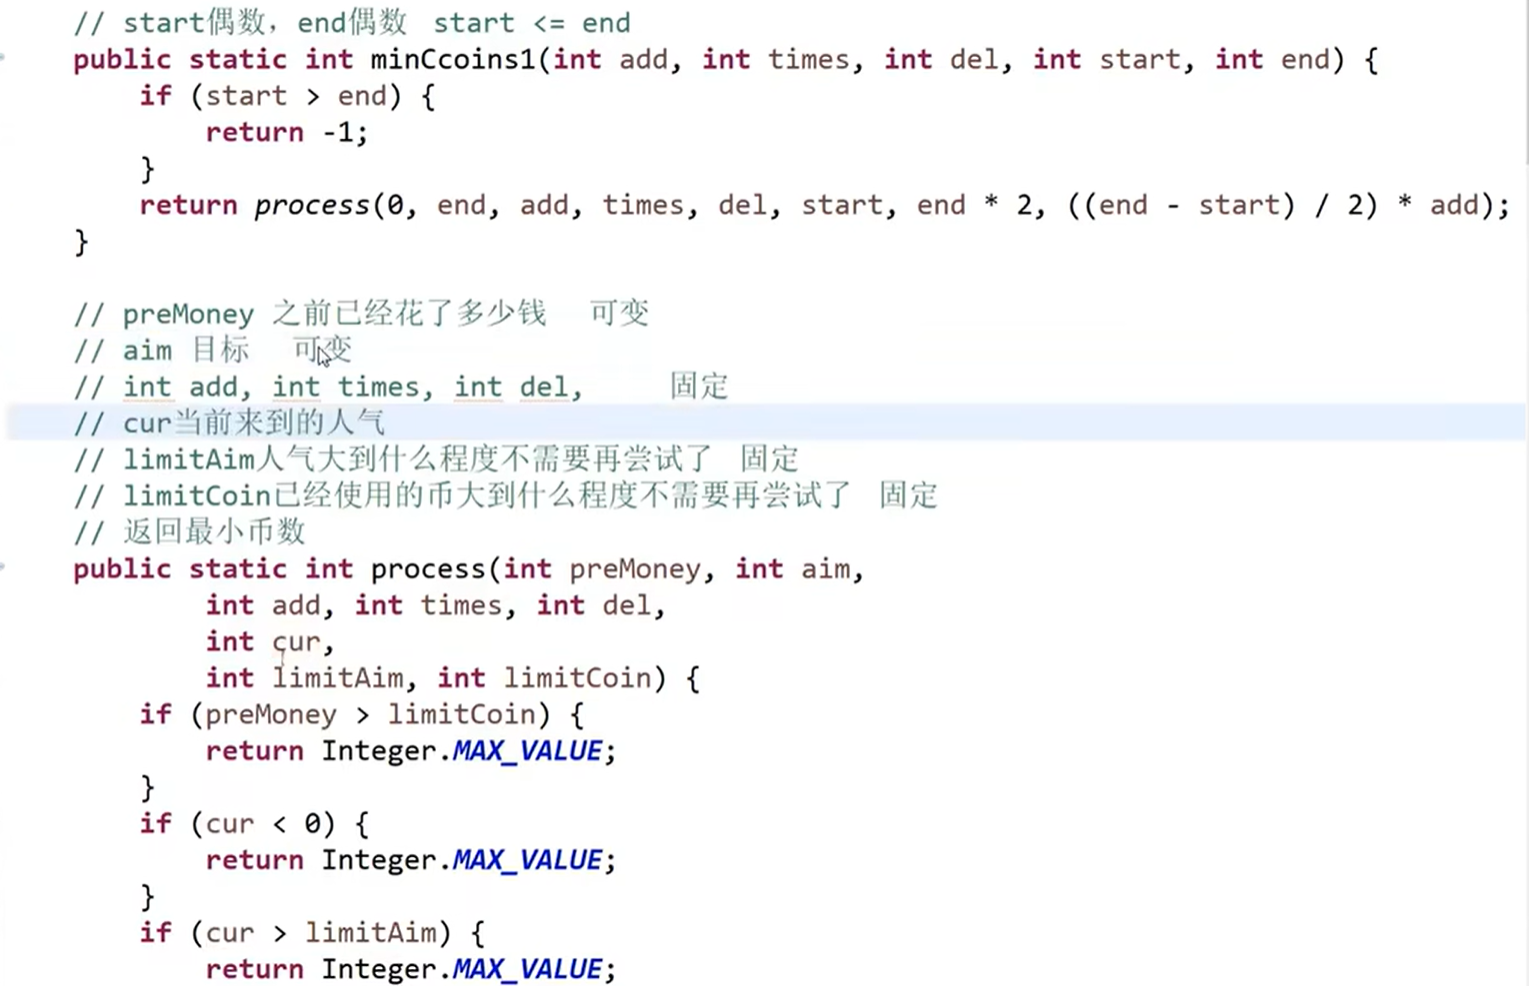 // start偶数，end偶数 start <= end
public static int minCcoins1(int add, int times, int del, int start, int end) {
if (start > end) {
return -1;
}
return process(0, end, add, times, del, start, end * 2, ((end - start) / 2) * add);
}
// preMoney 之前已经花了多少钱 可变
// aim 目标 可变
// int add, int times, int del, 固定
// cur当前来到的人气
// limitAim人气大到什么程度不需要再尝试了 固定
// limitCoin已经使用的币大到什么程度不需要再尝试了 固定
// 返回最小币数
public static int process(int preMoney, int aim,
int add, int times, int del,
int cur,
int limitAim, int limitCoin) {
if (preMoney > limitCoin) {
return Integer.MAX_VALUE;
}
if (cur < 0) {
return Integer.MAX_VALUE;
}
if (cur > limitAim) {
return Integer.MAX_VALUE;